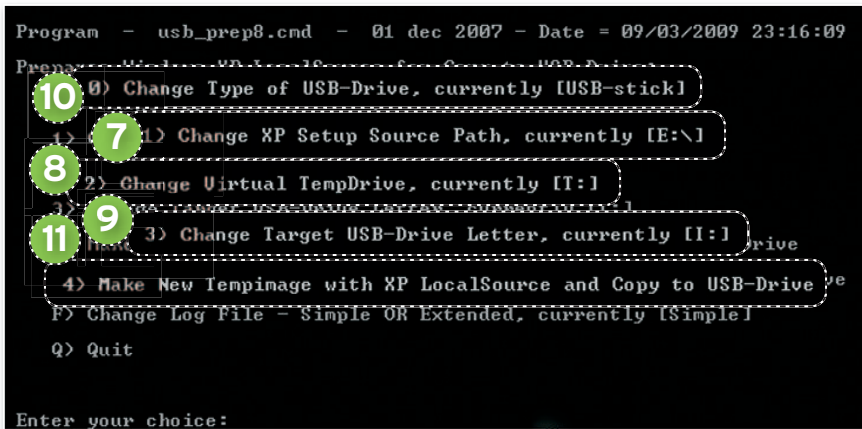 Program - usb_prep8.cmd - 01 dec 2007 - Date = 09/03/2009 23:16:09
10 0) Change Type of USB-Drive, currently [USB-stick]
7 1) Change XP Setup Source Path, currently [E:\]
8 2) Change Virtual TempDrive, currently [T:]
9 3) Change Target USB-Drive Letter, currently [I:]
11 4) Make New Tempimage with XP LocalSource and Copy to USB-Drive
F) Change Log File - Simple OR Extended, currently [Simple]
Q) Quit
Enter your choice: